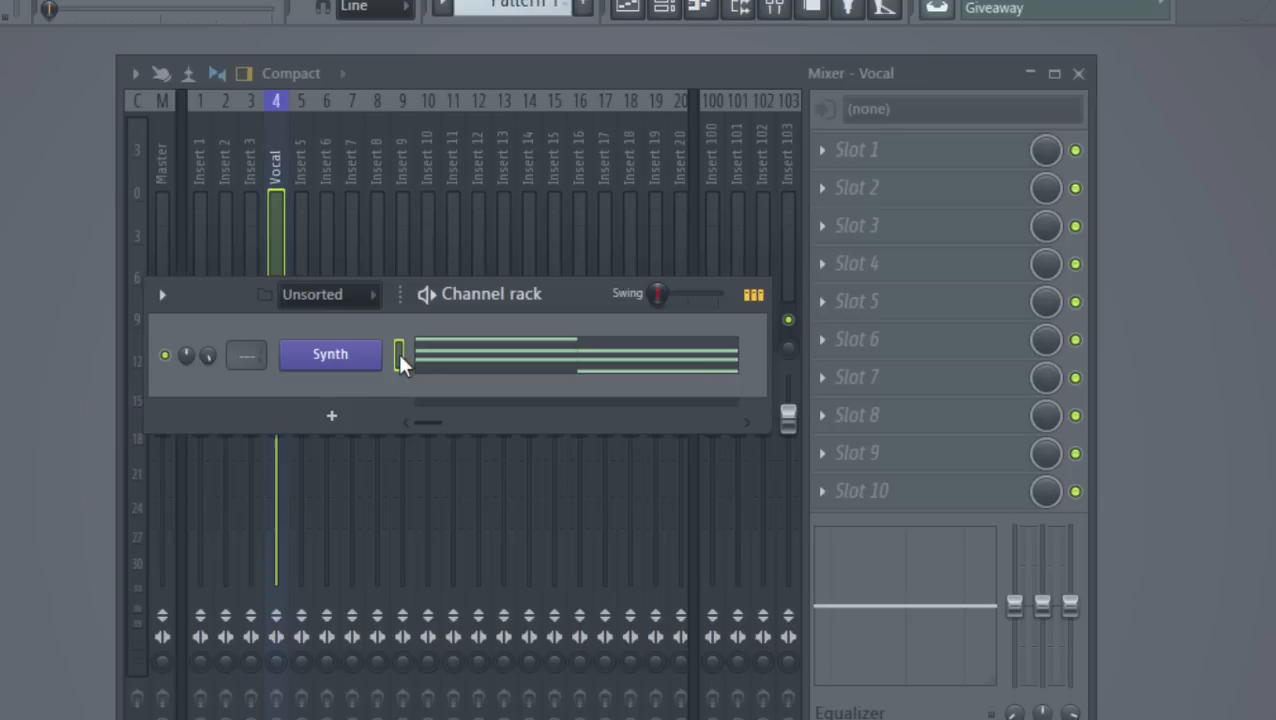 Line
Pattern 1
Giveaway
Compact
Mixer - Vocal
C M 1 2 3 4 5 6 7 8 9 10 11 12 13 14 15 16 17 18 19 20 100 101 102 103
(none)
Master
Insert 1
Insert 2
Insert 3
Vocal
Insert 5
Insert 6
Insert 7
Insert 8
Insert 9
Insert 10
Insert 11
Insert 12
Insert 13
Insert 14
Insert 15
Insert 16
Insert 17
Insert 18
Insert 19
Insert 20
Insert 100
Insert 101
Insert 102
Insert 103
3
0
3
6
9
12
15
18
21
24
27
30
Unsorted
Channel rack
Swing
---
Synth
+
Slot 1
Slot 2
Slot 3
Slot 4
Slot 5
Slot 6
Slot 7
Slot 8
Slot 9
Slot 10
Equalizer